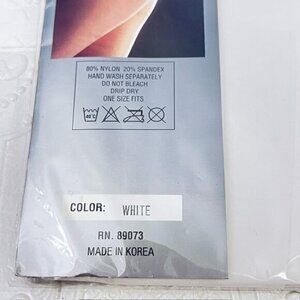 80% NYLON 20% SPANDEX
HAND WASH SEPARATELY
DO NOT BLEACH
DRIP DRY
ONE SIZE FITS
40°C
COLOR: WHITE
RN. 89073
MADE IN KOREA